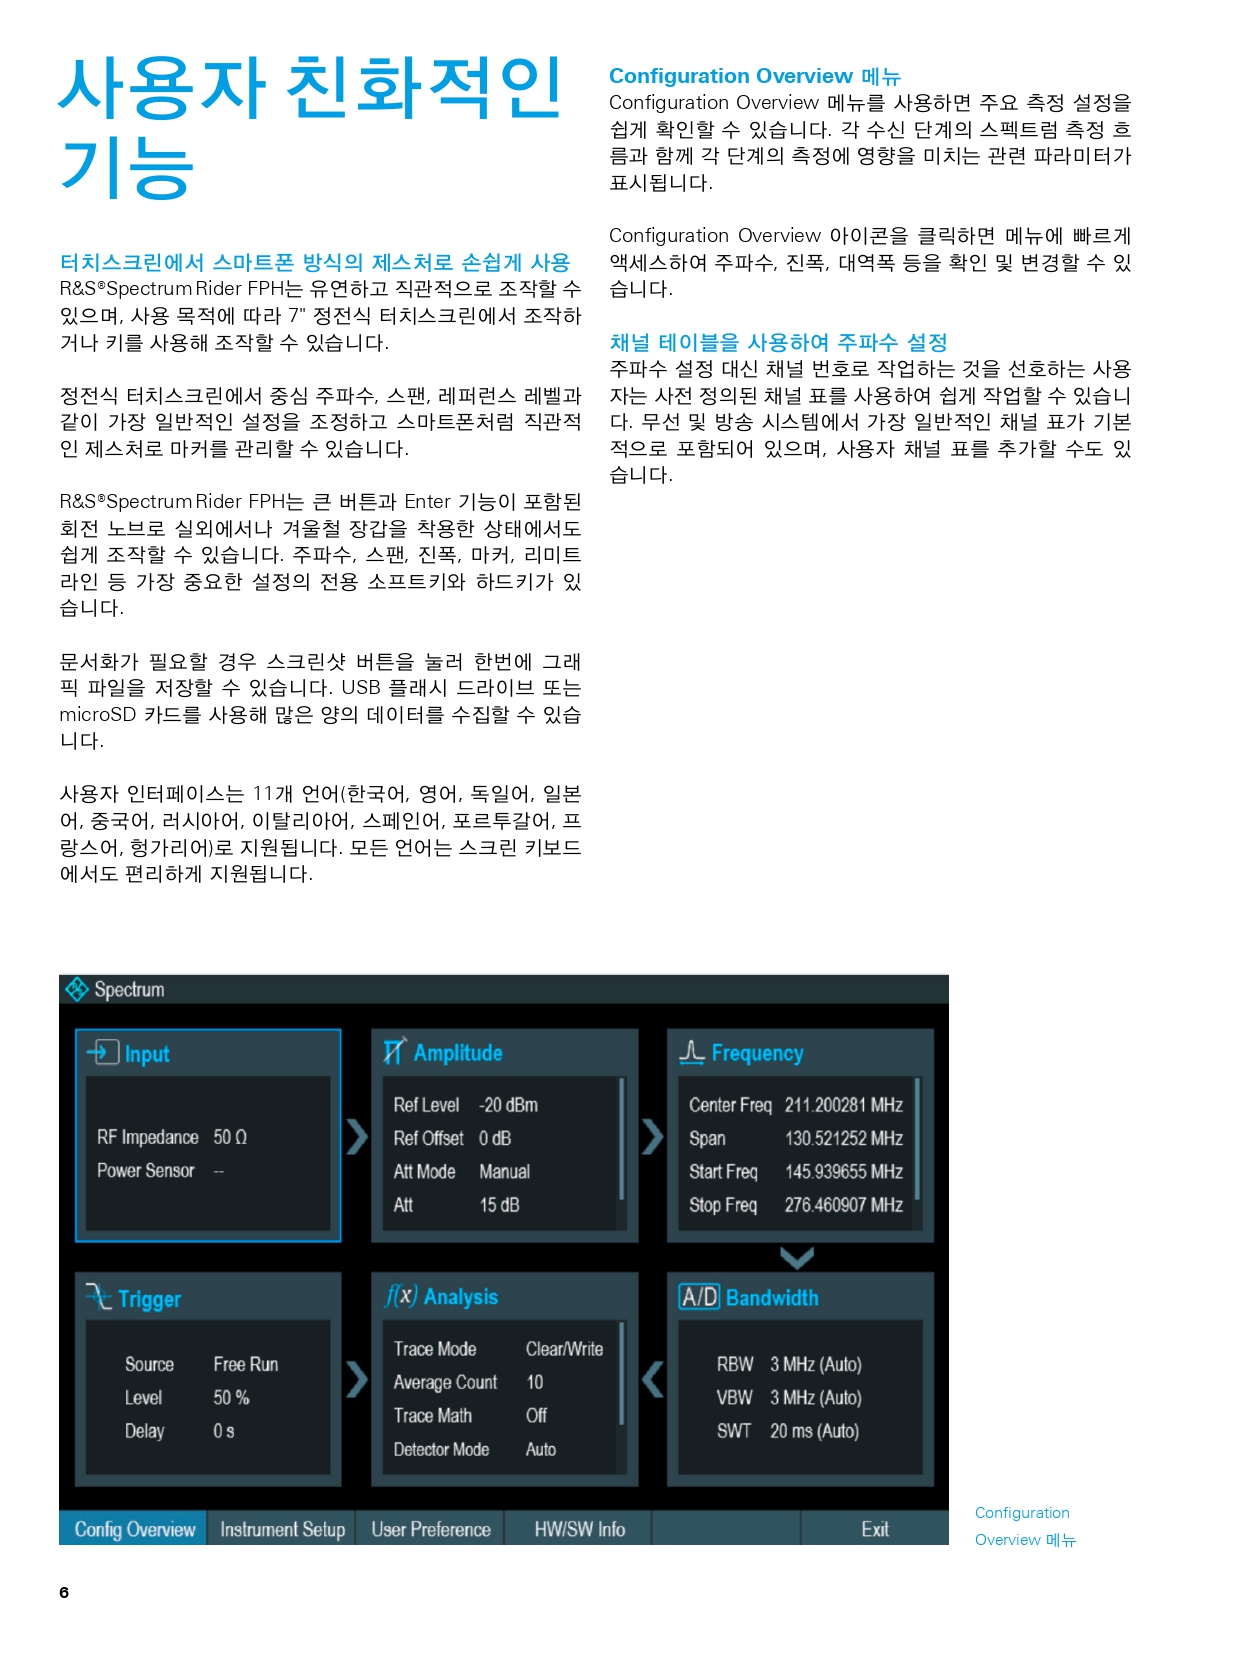 사용자 친화적인
기능
터치스크린에서 스마트폰 방식의 제스처로 손쉽게 사용
R&S®Spectrum Rider FPH는 유연하고 직관적으로 조작할 수
있으며, 사용 목적에 따라 7" 정전식 터치스크린에서 조작하
거나 키를 사용해 조작할 수 있습니다.
정전식 터치스크린에서 중심 주파수, 스팬, 레퍼런스 레벨과
같이 가장 일반적인 설정을 조정하고 스마트폰처럼 직관적
인 제스처로 마커를 관리할 수 있습니다.
R&S®Spectrum Rider FPH는 큰 버튼과 Enter 기능이 포함된
회전 노브로 실외에서나 겨울철 장갑을 착용한 상태에서도
쉽게 조작할 수 있습니다. 주파수, 스팬, 진폭, 마커, 리미트
라인 등 가장 중요한 설정의 전용 소프트키와 하드키가 있
습니다.
문서화가 필요할 경우 스크린샷 버튼을 눌러 한번에 그래
픽 파일을 저장할 수 있습니다. USB 플래시 드라이브 또는
microSD 카드를 사용해 많은 양의 데이터를 수집할 수 있습
니다.
사용자 인터페이스는 11개 언어(한국어, 영어, 독일어, 일본
어, 중국어, 러시아어, 이탈리아어, 스페인어, 포르투갈어, 프
랑스어, 헝가리어)로 지원됩니다. 모든 언어는 스크린 키보드
에서도 편리하게 지원됩니다.
Configuration Overview 메뉴
Configuration Overview 메뉴를 사용하면 주요 측정 설정을
쉽게 확인할 수 있습니다. 각 수신 단계의 스펙트럼 측정 흐
름과 함께 각 단계의 측정에 영향을 미치는 관련 파라미터가
표시됩니다.
Configuration Overview 아이콘을 클릭하면 메뉴에 빠르게
액세스하여 주파수, 진폭, 대역폭 등을 확인 및 변경할 수 있
습니다.
채널 테이블을 사용하여 주파수 설정
주파수 설정 대신 채널 번호로 작업하는 것을 선호하는 사용
자는 사전 정의된 채널 표를 사용하여 쉽게 작업할 수 있습니
다. 무선 및 방송 시스템에서 가장 일반적인 채널 표가 기본
적으로 포함되어 있으며, 사용자 채널 표를 추가할 수도 있
습니다.
Spectrum
Input
RF Impedance 50 Ω
Power Sensor --
Amplitude
Ref Level -20 dBm
Ref Offset 0 dB
Att Mode Manual
Att 15 dB
Frequency
Center Freq 211.200281 MHz
Span 130.521252 MHz
Start Freq 145.939655 MHz
Stop Freq 276.460907 MHz
Trigger
Source Free Run
Level 50 %
Delay 0 s
f(x) Analysis
Trace Mode Clear/Write
Average Count 10
Trace Math Off
Detector Mode Auto
A/D Bandwidth
RBW 3 MHz (Auto)
VBW 3 MHz (Auto)
SWT 20 ms (Auto)
Config Overview Instrument Setup User Preference HW/SW Info Exit
Configuration
Overview 메뉴
6